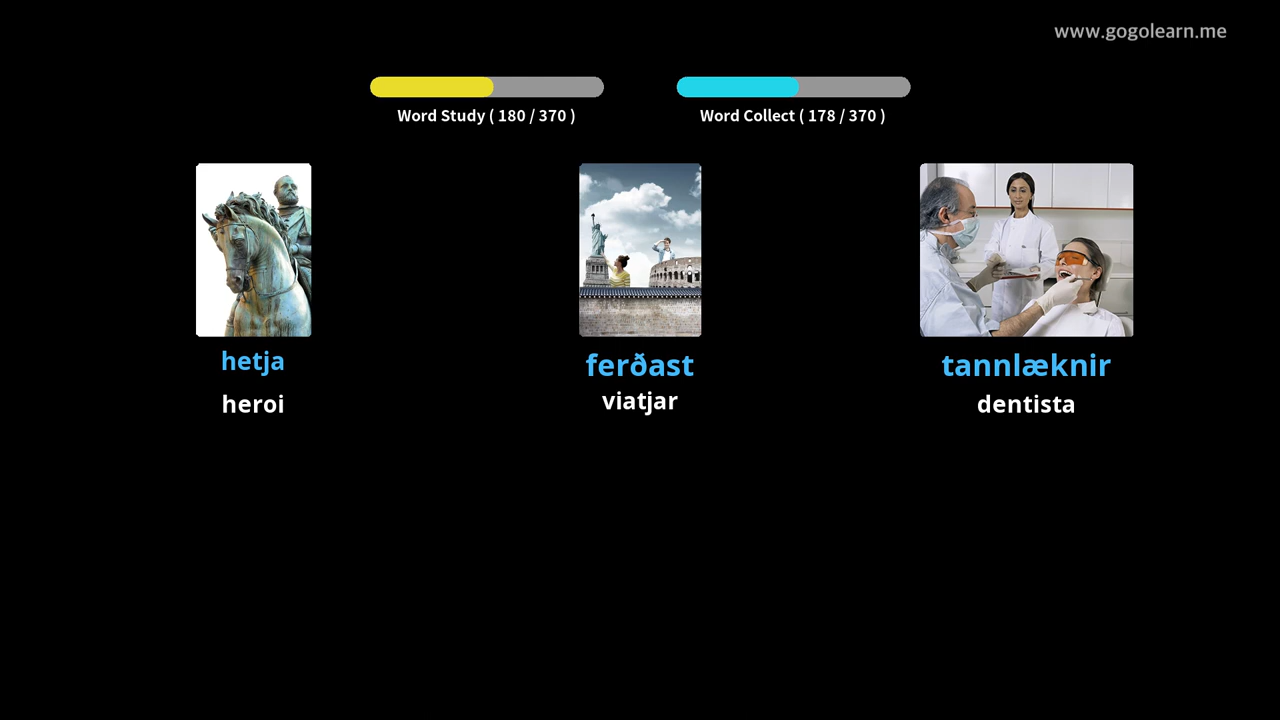 www.gogolearn.me
Word Study ( 180 / 370 )
Word Collect ( 178 / 370 )
hetja
heroi
ferðast
viatjar
tannlæknir
dentista